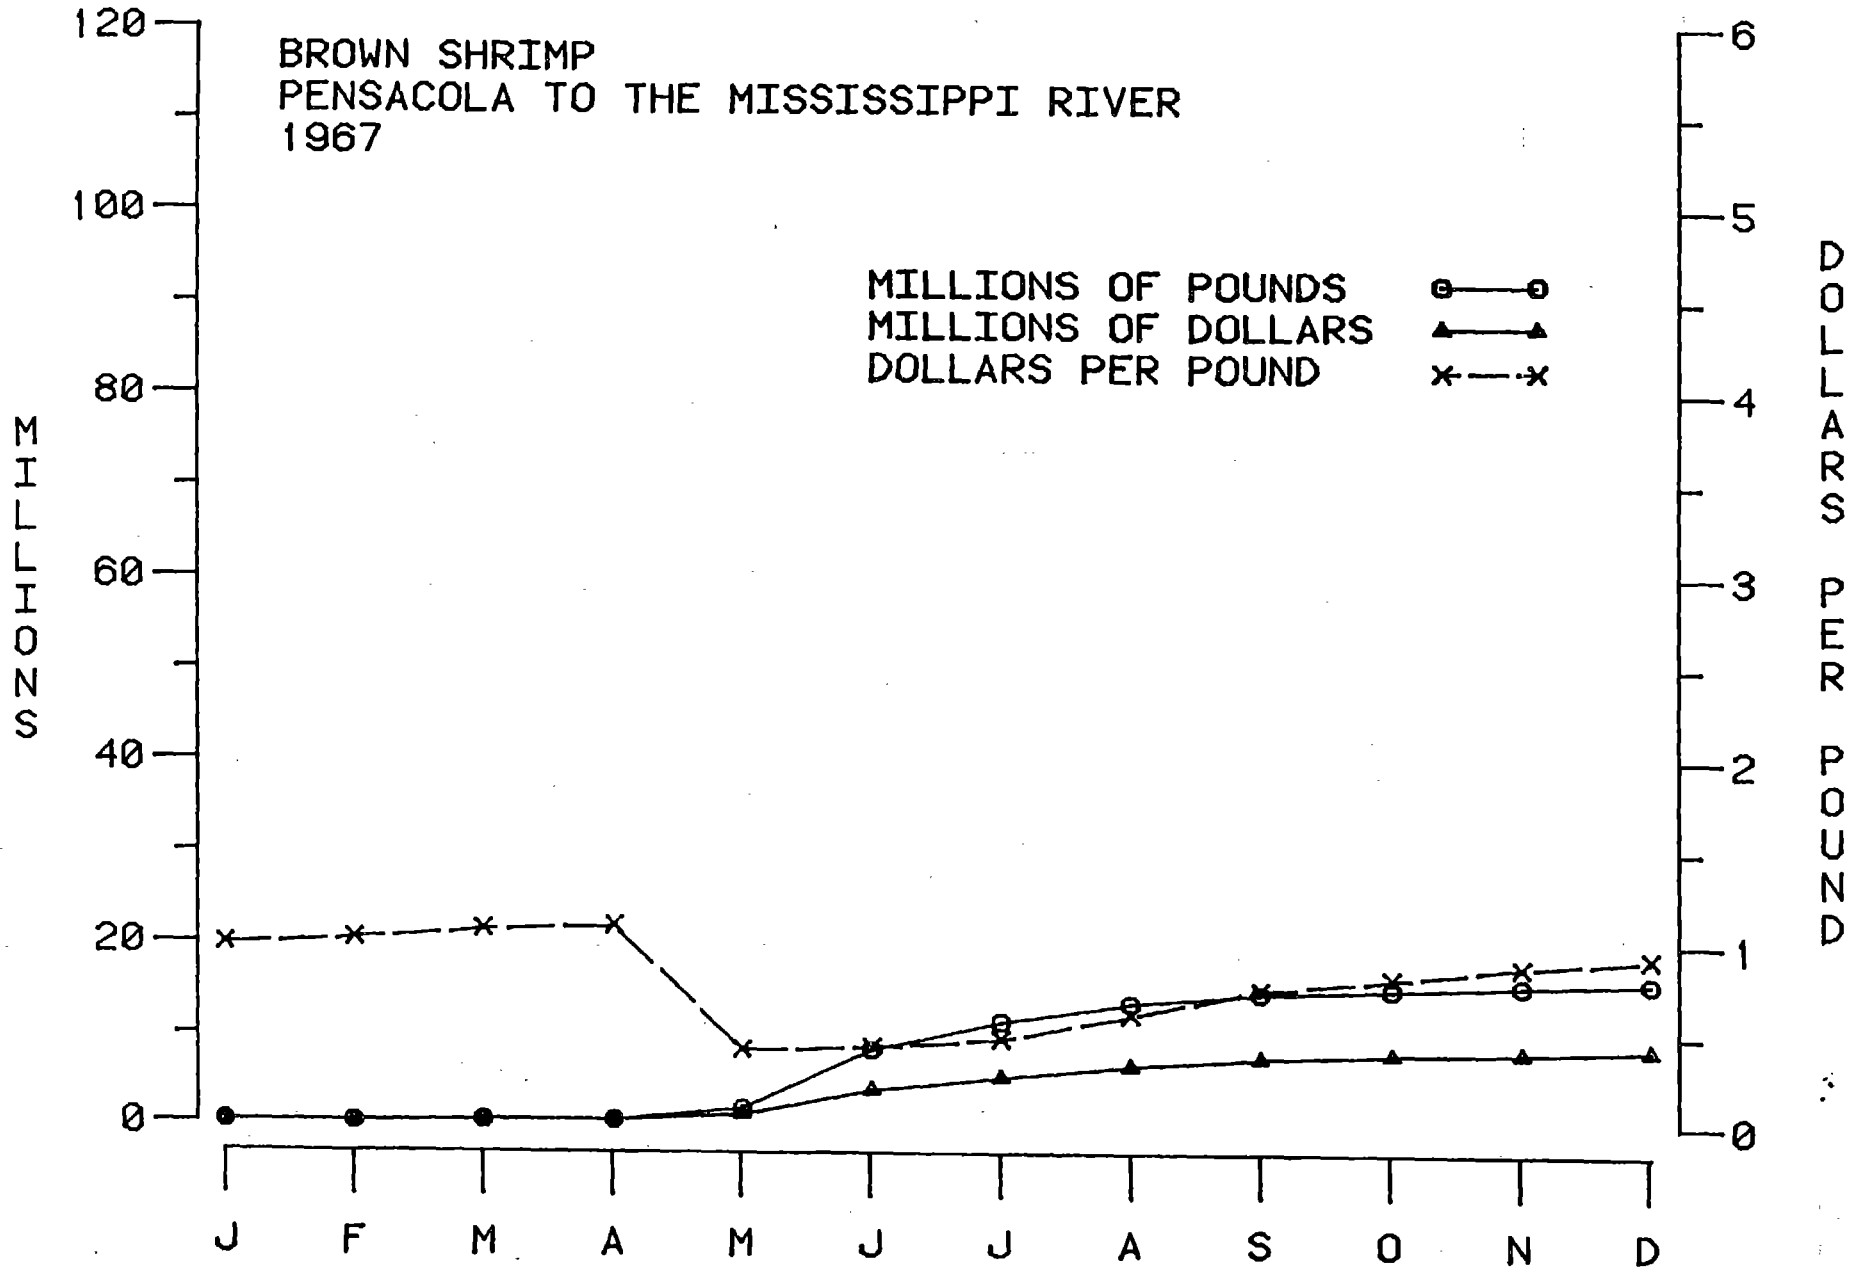 BROWN SHRIMP
PENSACOLA TO THE MISSISSIPPI RIVER
1967
MILLIONS OF POUNDS
MILLIONS OF DOLLARS
DOLLARS PER POUND
MILLIONS
120
100
80
60
40
20
0
6
5
4
3
2
1
0
DOLLARS PER POUND
J F M A M J J A S O N D